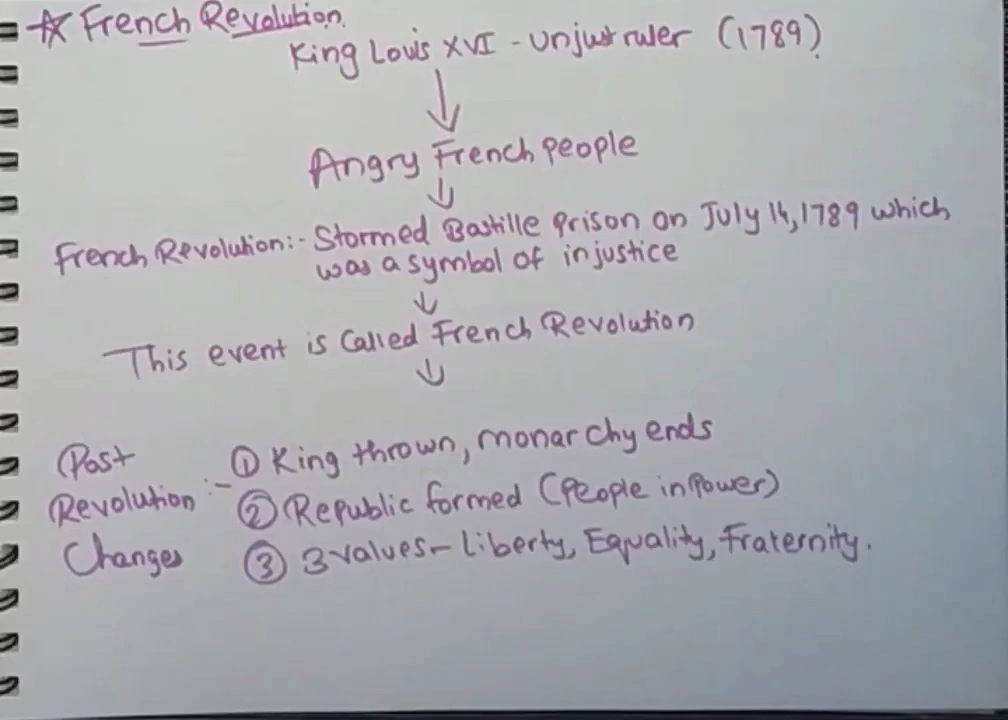 ☆ French Revolution.
King Louis XVI - Unjust ruler (1789)
↓
Angry French people
↓
French Revolution:- Stormed Bastille prison on July 14, 1789 which
was a symbol of injustice
↓
This event is called French Revolution
↓
Post Revolution Changes :-
① King thrown, monarchy ends
② Republic formed (People in power)
③ 3 values - Liberty, Equality, Fraternity.